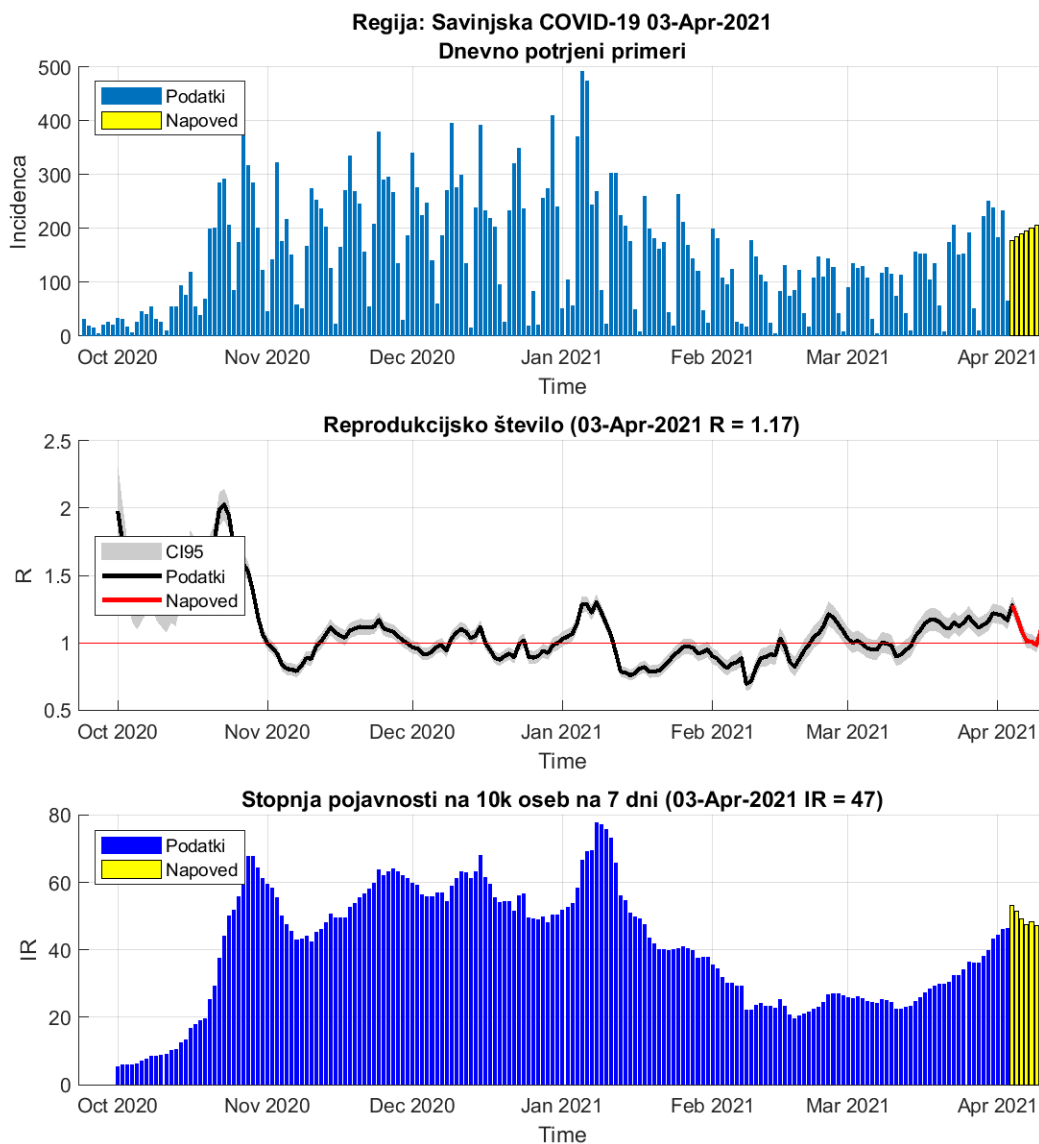 Regija: Savinjska COVID-19 03-Apr-2021
Dnevno potrjeni primeri
500
400
300
200
100
0
Incidenca
Podatki
Napoved
Oct 2020 Nov 2020 Dec 2020 Jan 2021 Feb 2021 Mar 2021 Apr 2021
Time
Reprodukcijsko število (03-Apr-2021 R = 1.17)
2.5
2
1.5
1
0.5
R
CI95
Podatki
Napoved
Oct 2020 Nov 2020 Dec 2020 Jan 2021 Feb 2021 Mar 2021 Apr 2021
Time
Stopnja pojavnosti na 10k oseb na 7 dni (03-Apr-2021 IR = 47)
80
60
40
20
0
IR
Podatki
Napoved
Oct 2020 Nov 2020 Dec 2020 Jan 2021 Feb 2021 Mar 2021 Apr 2021
Time